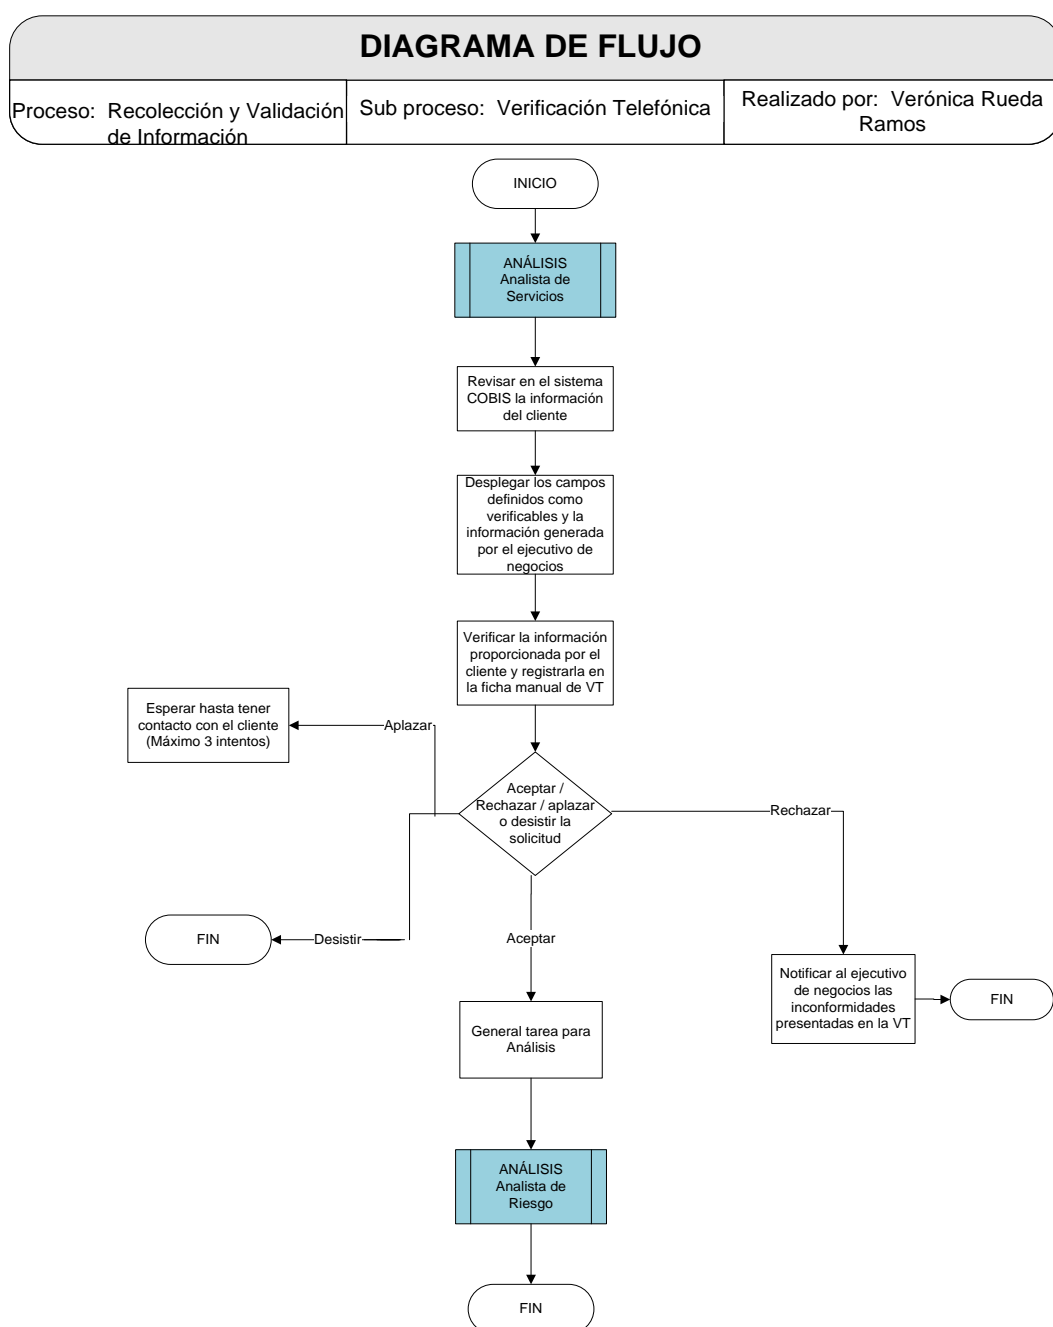 DIAGRAMA DE FLUJO
Proceso: Recolección y Validación
de Información
Sub proceso: Verificación Telefónica
Realizado por: Verónica Rueda
Ramos
INICIO
ANÁLISIS
Analista de
Servicios
Revisar en el sistema
COBIS la información
del cliente
Desplegar los campos
definidos como
verificables y la
información generada
por el ejecutivo de
negocios
Verificar la información
proporcionada por el
cliente y registrarla en
la ficha manual de VT
Esperar hasta tener
contacto con el cliente
(Máximo 3 intentos)
Aplazar
Aceptar /
Rechazar / aplazar
o desistir la
solicitud
Rechazar
FIN
Desistir
Aceptar
Notificar al ejecutivo
de negocios las
inconformidades
presentadas en la VT
FIN
General tarea para
Análisis
ANÁLISIS
Analista de
Riesgo
FIN